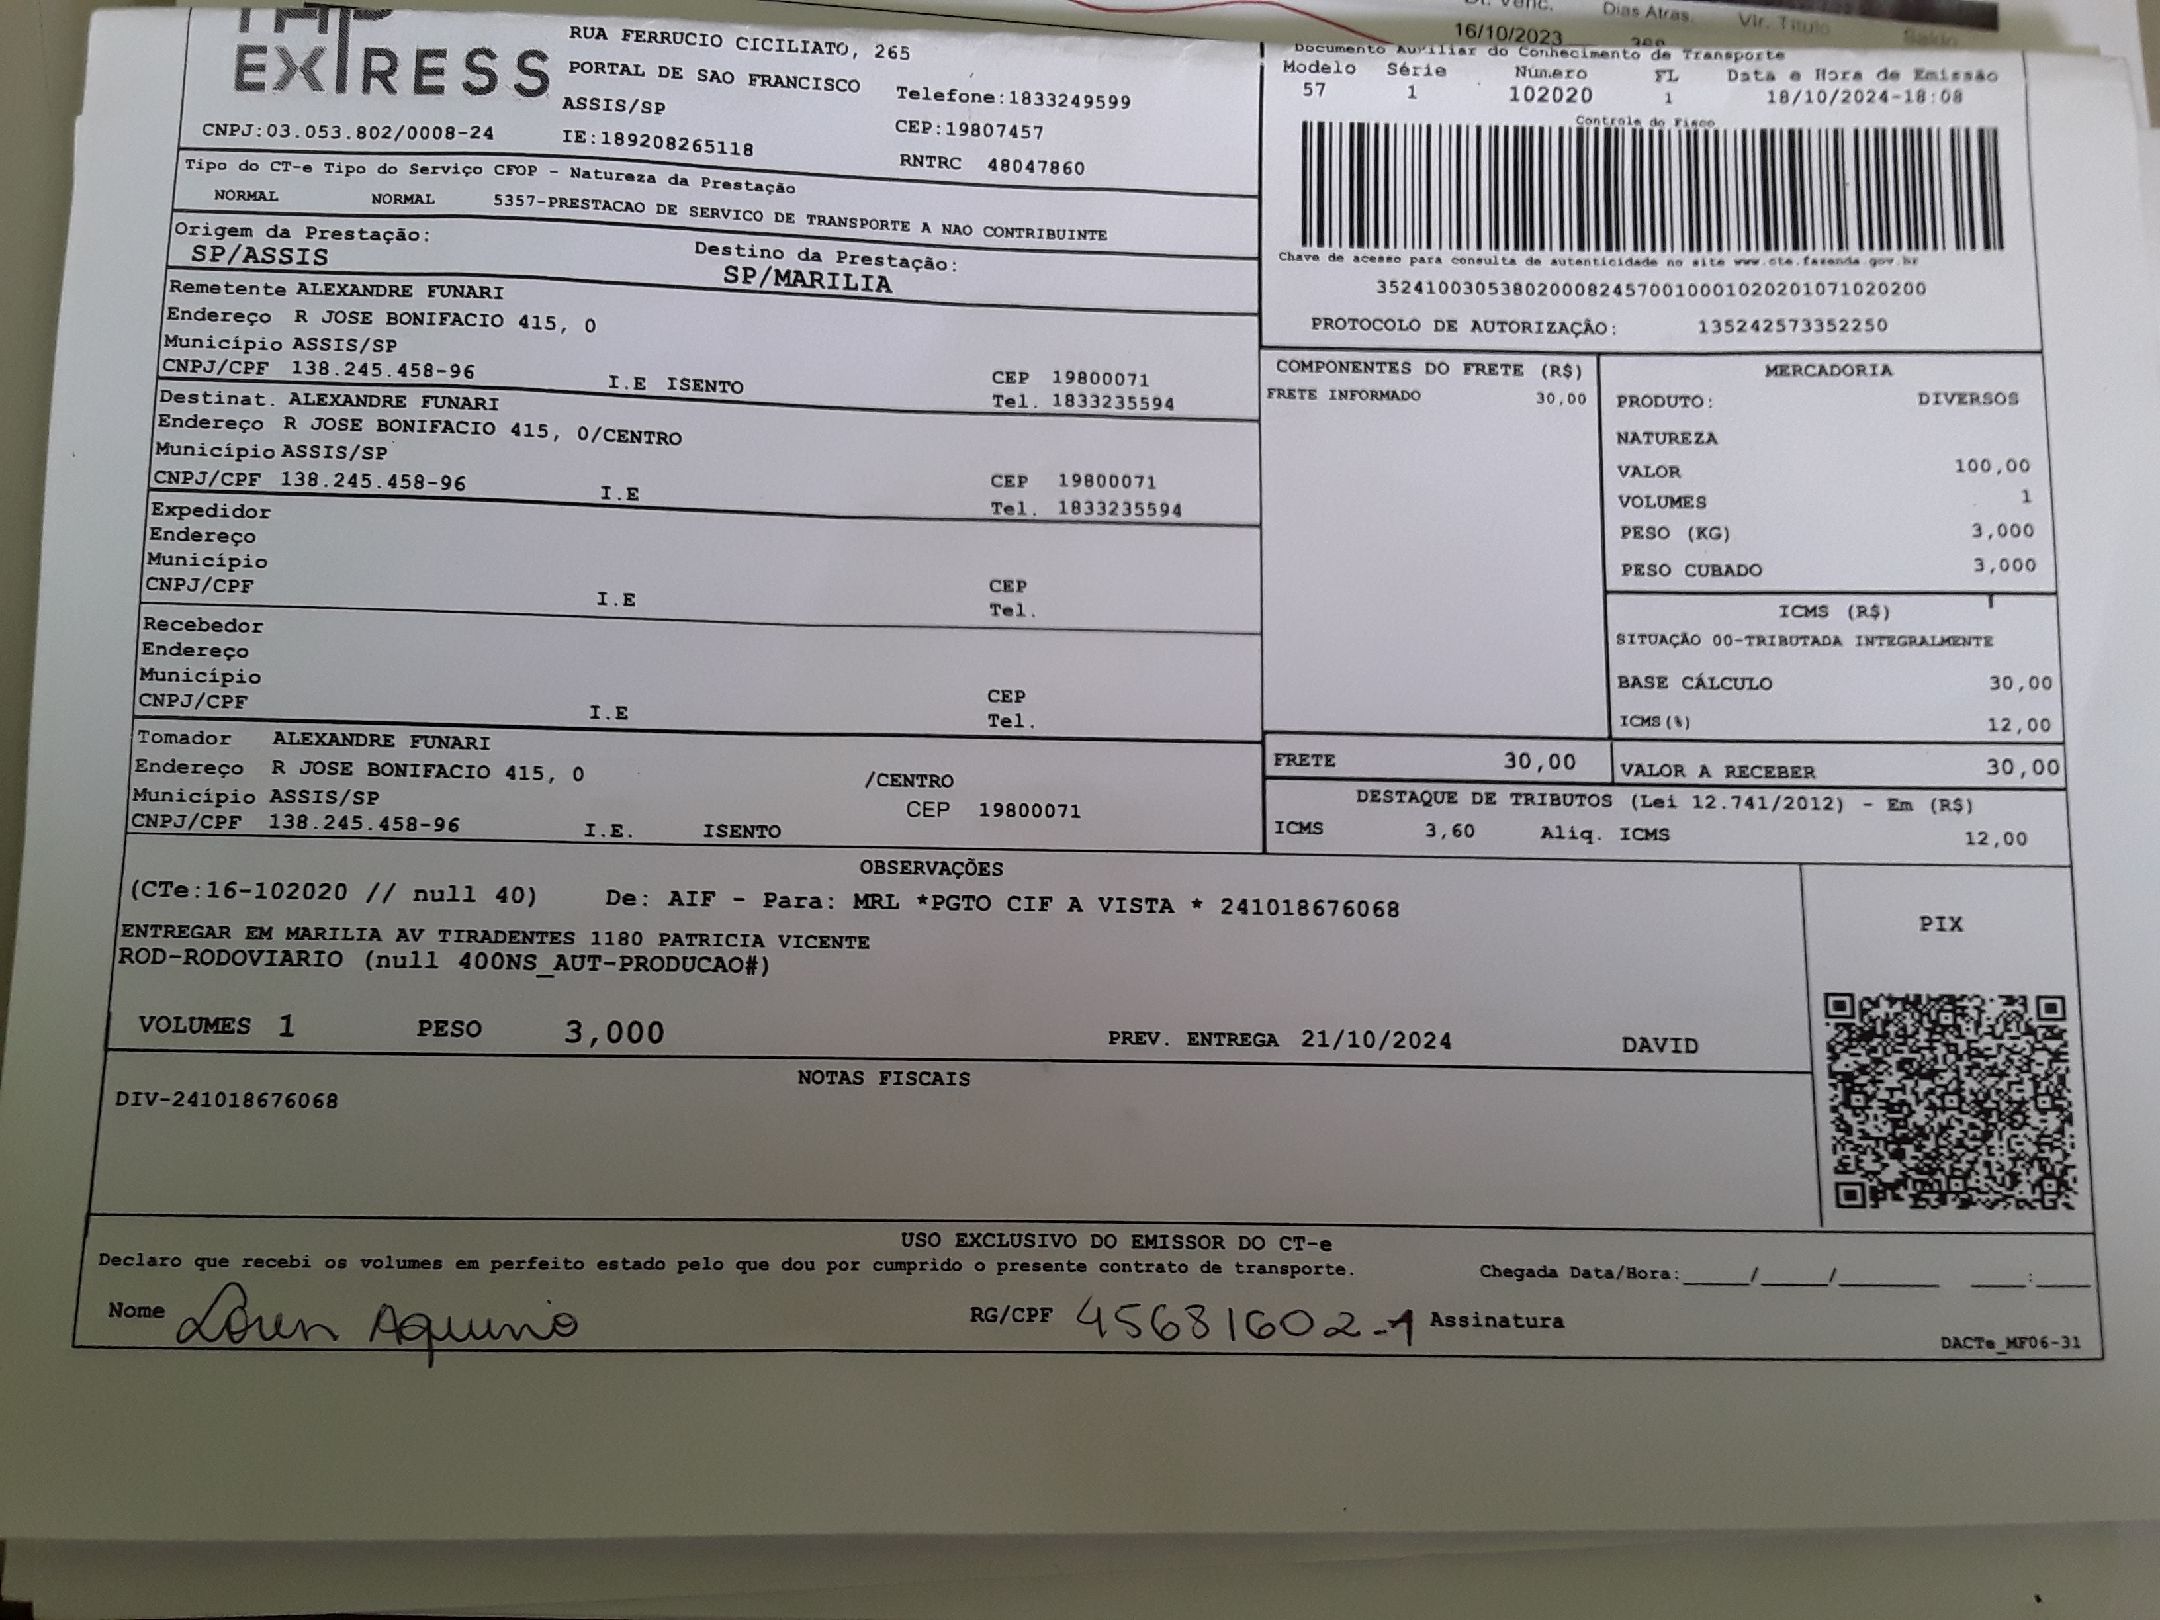 Dt. Venc. Dias Atras. Vlr. Título
16/10/2023
EXPRESS
RUA FERRUCIO CICILIATO, 265
PORTAL DE SAO FRANCISCO
ASSIS/SP
Telefone:1833249599
CNPJ:03.053.802/0008-24
IE:189208265118
CEP:19807457
RNTRC 48047860
Documento Auxiliar do Conhecimento de Transporte
Modelo Série Número FL Data e Hora de Emissão
57 1 102020 1 18/10/2024-18:08
Controle do Fisco
Chave de acesso para consulta de autenticidade no site www.cte.fazenda.gov.br
35241003053802000824570010001020201071020200
PROTOCOLO DE AUTORIZAÇÃO: 135242573352250
Tipo do CT-e Tipo do Serviço CFOP - Natureza da Prestação
NORMAL NORMAL 5357-PRESTACAO DE SERVICO DE TRANSPORTE A NAO CONTRIBUINTE
Origem da Prestação: Destino da Prestação:
SP/ASSIS SP/MARILIA
Remetente ALEXANDRE FUNARI
Endereço R JOSE BONIFACIO 415, 0
Município ASSIS/SP
CNPJ/CPF 138.245.458-96 I.E ISENTO CEP 19800071
Tel. 1833235594
Destinat. ALEXANDRE FUNARI
Endereço R JOSE BONIFACIO 415, 0/CENTRO
Município ASSIS/SP
CNPJ/CPF 138.245.458-96 I.E CEP 19800071
Tel. 1833235594
Expedidor
Endereço
Município
CNPJ/CPF I.E CEP
Tel.
Recebedor
Endereço
Município
CNPJ/CPF I.E CEP
Tel.
Tomador ALEXANDRE FUNARI
Endereço R JOSE BONIFACIO 415, 0 /CENTRO
Município ASSIS/SP CEP 19800071
CNPJ/CPF 138.245.458-96 I.E. ISENTO
COMPONENTES DO FRETE (R$)
FRETE INFORMADO 30,00
MERCADORIA
PRODUTO: DIVERSOS
NATUREZA
VALOR 100,00
VOLUMES 1
PESO (KG) 3,000
PESO CUBADO 3,000
ICMS (R$)
SITUAÇÃO 00-TRIBUTADA INTEGRALMENTE
BASE CÁLCULO 30,00
ICMS(%) 12,00
FRETE 30,00 VALOR A RECEBER 30,00
DESTAQUE DE TRIBUTOS (Lei 12.741/2012) - Em (R$)
ICMS 3,60 Aliq. ICMS 12,00
OBSERVAÇÕES
(CTe:16-102020 // null 40) De: AIF - Para: MRL *PGTO CIF A VISTA * 241018676068
ENTREGAR EM MARILIA AV TIRADENTES 1180 PATRICIA VICENTE
ROD-RODOVIARIO (null 400NS_AUT-PRODUCAO#)
VOLUMES 1 PESO 3,000 PREV. ENTREGA 21/10/2024 DAVID
PIX
NOTAS FISCAIS
DIV-241018676068
USO EXCLUSIVO DO EMISSOR DO CT-e
Declaro que recebi os volumes em perfeito estado pelo que dou por cumprido o presente contrato de transporte. Chegada Data/Hora:_____/_____/_______ ____:____
Nome Loren Aquino RG/CPF 45681602-1 Assinatura
DACTe_MF06-31